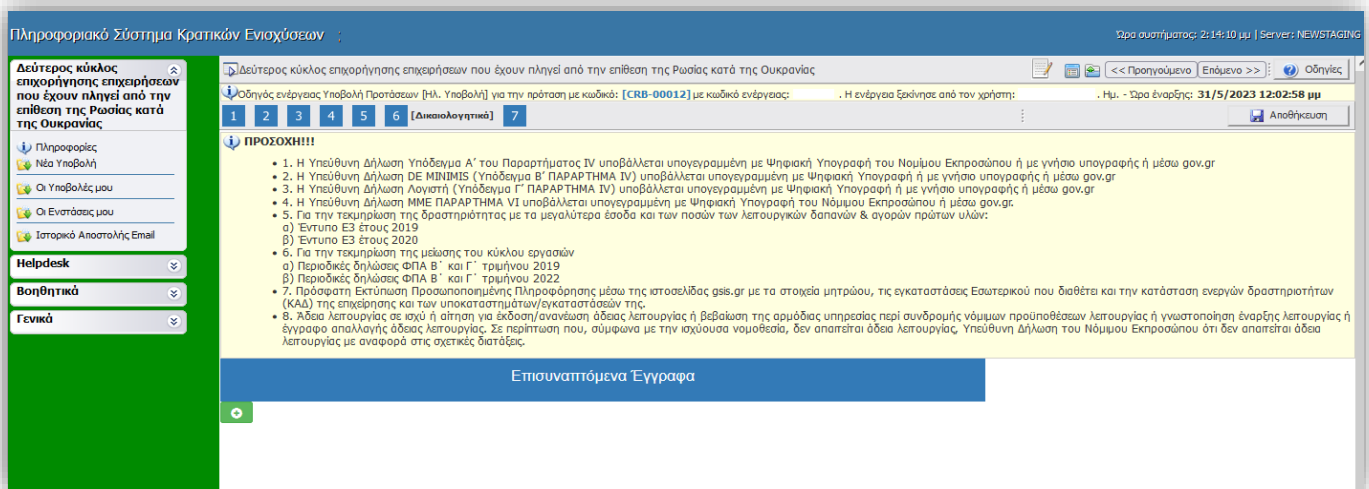 Πληροφοριακό Σύστημα Κρατικών Ενισχύσεων ;
Ώρα συστήματος: 2:14:10 μμ | Server: NEWSTAGING
Δεύτερος κύκλος
επιχορήγησης επιχειρήσεων
που έχουν πληγεί από την
επίθεση της Ρωσίας κατά
της Ουκρανίας
Πληροφορίες
Νέα Υποβολή
Οι Υποβολές μου
Οι Ενστάσεις μου
Ιστορικό Αποστολής Email
Helpdesk
Βοηθητικά
Γενικά
Δεύτερος κύκλος επιχορήγησης επιχειρήσεων που έχουν πληγεί από την επίθεση της Ρωσίας κατά της Ουκρανίας
<< Προηγούμενο Επόμενο >> Οδηγίες
Οδηγός ενέργειας Υποβολή Προτάσεων [Ηλ. Υποβολή] για την πρόταση με κωδικό: [CRB-00012] με κωδικό ενέργειας: . Η ενέργεια ξεκίνησε από τον χρήστη: . Ημ. - Ώρα έναρξης: 31/5/2023 12:02:58 μμ
1 2 3 4 5 6 [Δικαιολογητικά] 7
Αποθήκευση
ΠΡΟΣΟΧΗ!!!
• 1. Η Υπεύθυνη Δήλωση Υπόδειγμα Α΄ του Παραρτήματος IV υποβάλλεται υπογεγραμμένη με Ψηφιακή Υπογραφή του Νομίμου Εκπροσώπου ή με γνήσιο υπογραφής ή μέσω gov.gr
• 2. Η Υπεύθυνη Δήλωση DE MINIMIS (Υπόδειγμα Β΄ ΠΑΡΑΡΤΗΜΑ IV) υποβάλλεται υπογεγραμμένη με Ψηφιακή Υπογραφή ή με γνήσιο υπογραφής ή μέσω gov.gr
• 3. Η Υπεύθυνη Δήλωση Λογιστή (Υπόδειγμα Γ΄ ΠΑΡΑΡΤΗΜΑ IV) υποβάλλεται υπογεγραμμένη με Ψηφιακή Υπογραφή ή με γνήσιο υπογραφής ή μέσω gov.gr
• 4. Η Υπεύθυνη Δήλωση ΜΜΕ ΠΑΡΑΡΤΗΜΑ VI υποβάλλεται υπογεγραμμένη με Ψηφιακή Υπογραφή του Νόμιμου Εκπροσώπου ή μέσω gov.gr.
• 5. Για την τεκμηρίωση της δραστηριότητας με τα μεγαλύτερα έσοδα και των ποσών των λειτουργικών δαπανών & αγορών πρώτων υλών:
α) Έντυπο Ε3 έτους 2019
β) Έντυπο Ε3 έτους 2020
• 6. Για την τεκμηρίωση της μείωσης του κύκλου εργασιών
α) Περιοδικές δηλώσεις ΦΠΑ Β΄ και Γ΄ τριμήνου 2019
β) Περιοδικές δηλώσεις ΦΠΑ Β΄ και Γ΄ τριμήνου 2022
• 7. Πρόσφατη Εκτύπωση Προσωποποιημένης Πληροφόρησης μέσω της ιστοσελίδας gsis.gr με τα στοιχεία μητρώου, τις εγκαταστάσεις Εσωτερικού που διαθέτει και την κατάσταση ενεργών δραστηριοτήτων
(ΚΑΔ) της επιχείρησης και των υποκαταστημάτων/εγκαταστάσεών της.
• 8. Άδεια λειτουργίας σε ισχύ ή αίτηση για έκδοση/ανανέωση άδειας λειτουργίας ή βεβαίωση της αρμόδιας υπηρεσίας περί συνδρομής νόμιμων προϋποθέσεων λειτουργίας ή γνωστοποίηση έναρξης λειτουργίας ή
έγγραφο απαλλαγής άδειας λειτουργίας. Σε περίπτωση που, σύμφωνα με την ισχύουσα νομοθεσία, δεν απαιτείται άδεια λειτουργίας, Υπεύθυνη Δήλωση του Νόμιμου Εκπροσώπου ότι δεν απαιτείται άδεια
λειτουργίας με αναφορά στις σχετικές διατάξεις.
Επισυναπτόμενα Έγγραφα